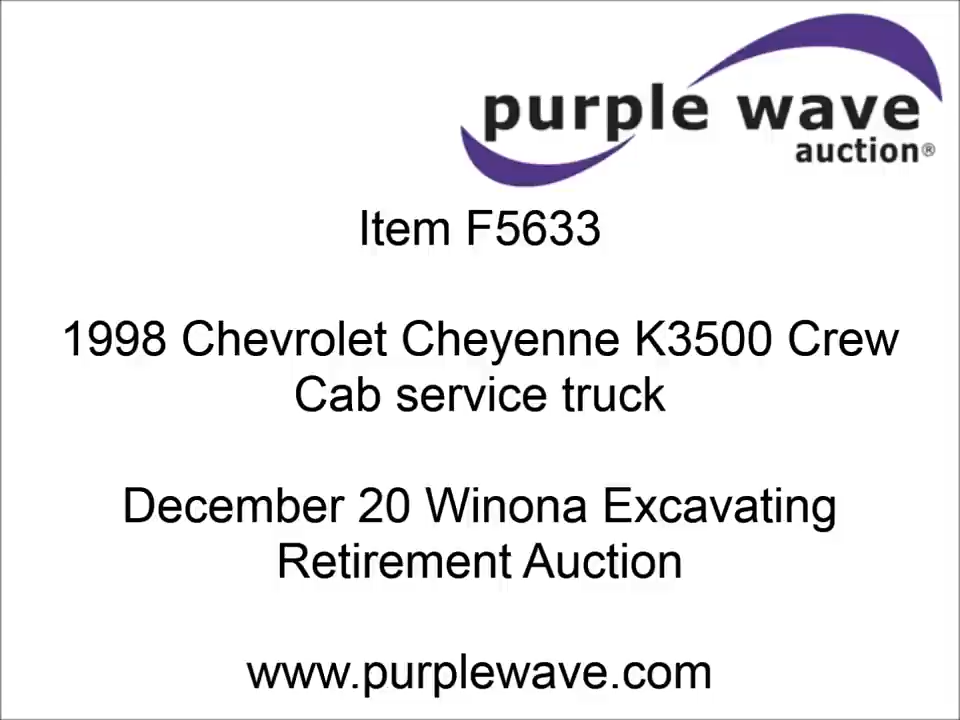 purple wave
auction®
Item F5633
1998 Chevrolet Cheyenne K3500 Crew
Cab service truck
December 20 Winona Excavating
Retirement Auction
www.purplewave.com